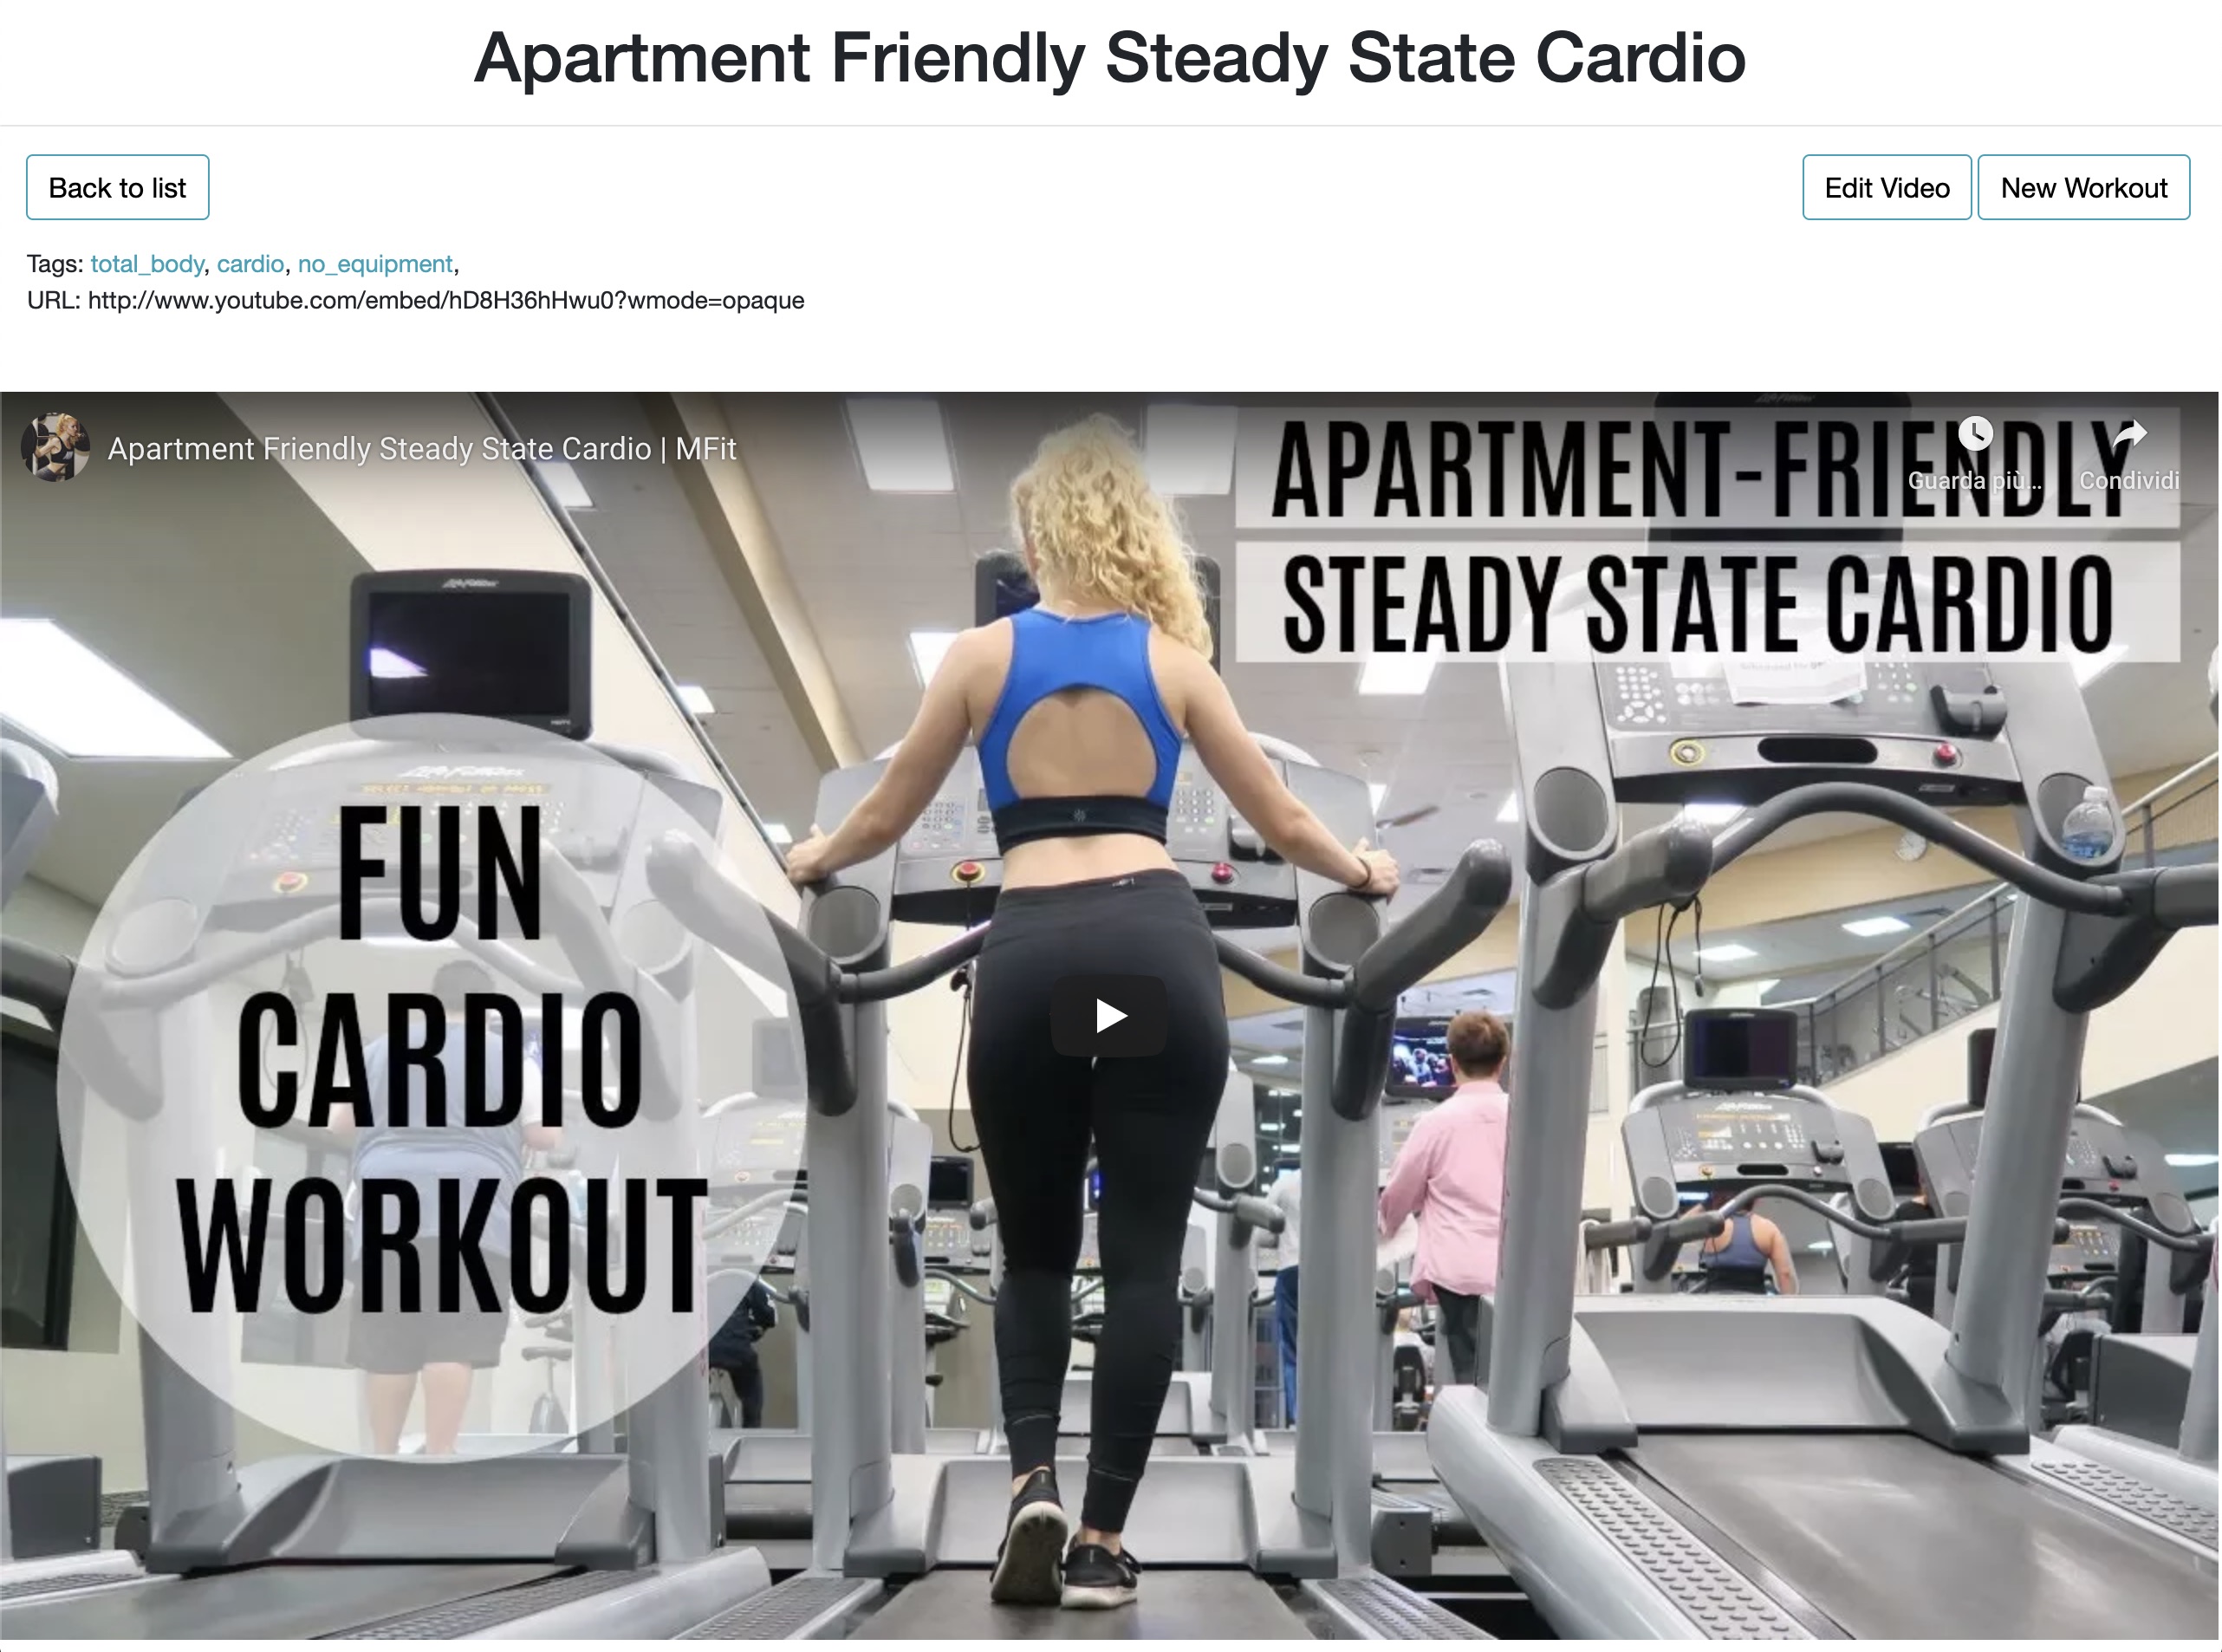 Apartment Friendly Steady State Cardio
Back to list
Edit Video
New Workout
Tags: total_body, cardio, no_equipment,
URL: http://www.youtube.com/embed/hD8H36hHwu0?wmode=opaque
Apartment Friendly Steady State Cardio | MFit
Guarda più...
Condividi
APARTMENT-FRIENDLY
STEADY STATE CARDIO
Life Fitness
FUN
CARDIO
WORKOUT